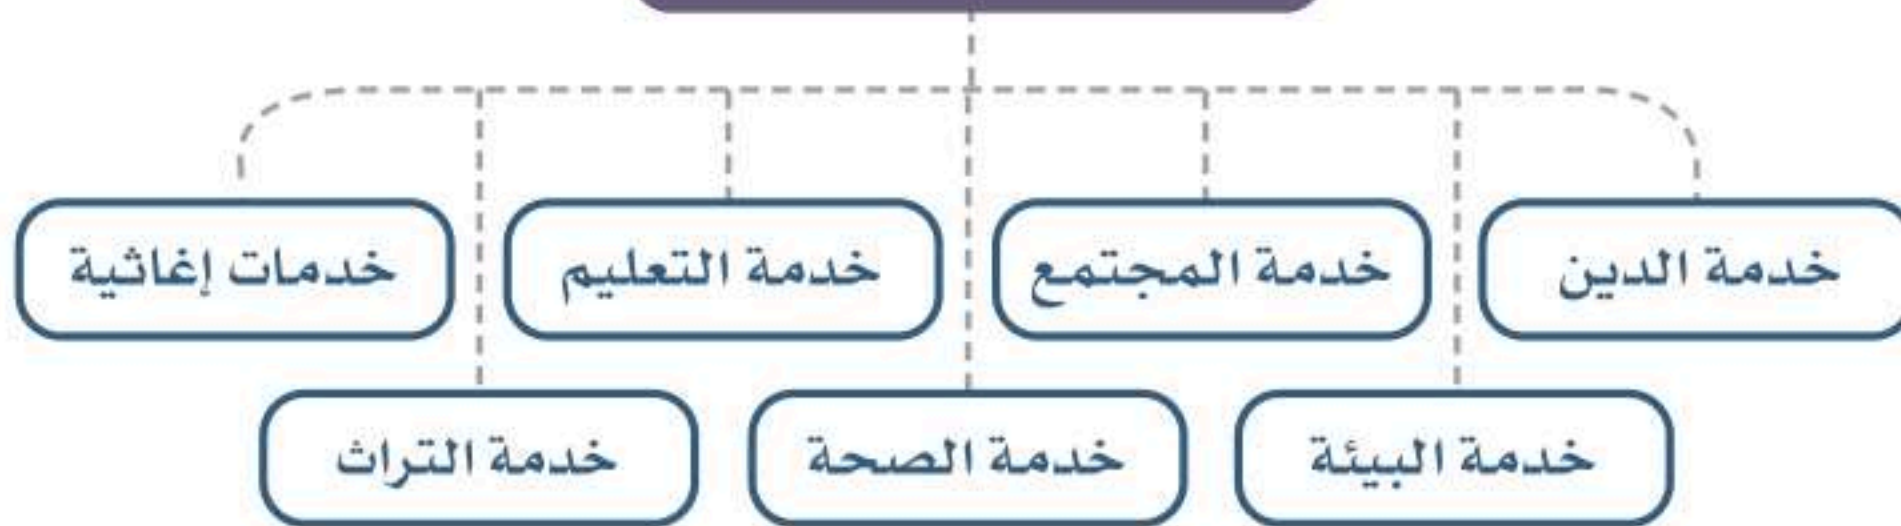 خدمة الدين
خدمة المجتمع
خدمة التعليم
خدمات إغاثية
خدمة البيئة
خدمة الصحة
خدمة التراث